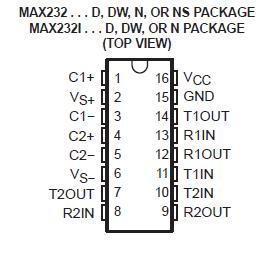 MAX232 . . . D, DW, N, OR NS PACKAGE
MAX232I . . . D, DW, OR N PACKAGE
(TOP VIEW)
C1+ 1 16 VCC
VS+ 2 15 GND
C1− 3 14 T1OUT
C2+ 4 13 R1IN
C2− 5 12 R1OUT
VS− 6 11 T1IN
T2OUT 7 10 T2IN
R2IN 8 9 R2OUT